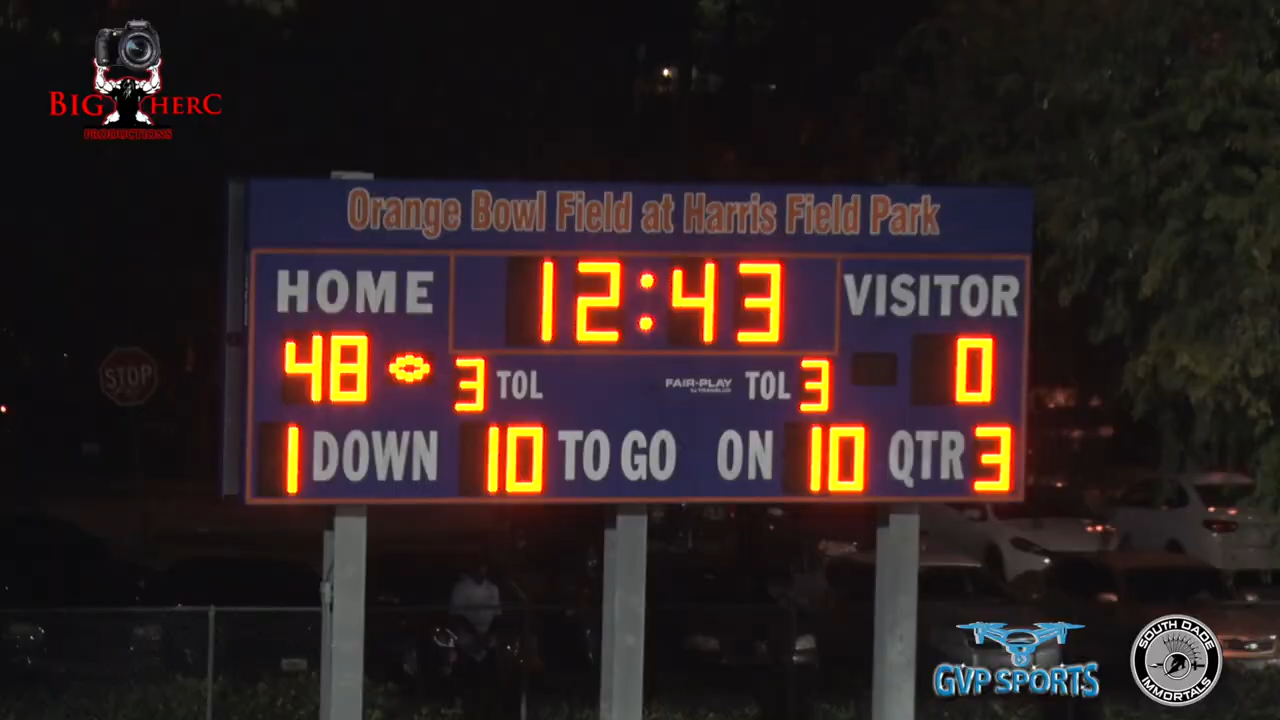 BIG HERC
PRODUCTIONS
Orange Bowl Field at Harris Field Park
HOME 12:43 VISITOR
48 3 TOL FAIR-PLAY TOL 3 0
1 DOWN 10 TO GO ON 10 QTR 3
STOP
GVP SPORTS
SOUTH DADE
IMMORTALS